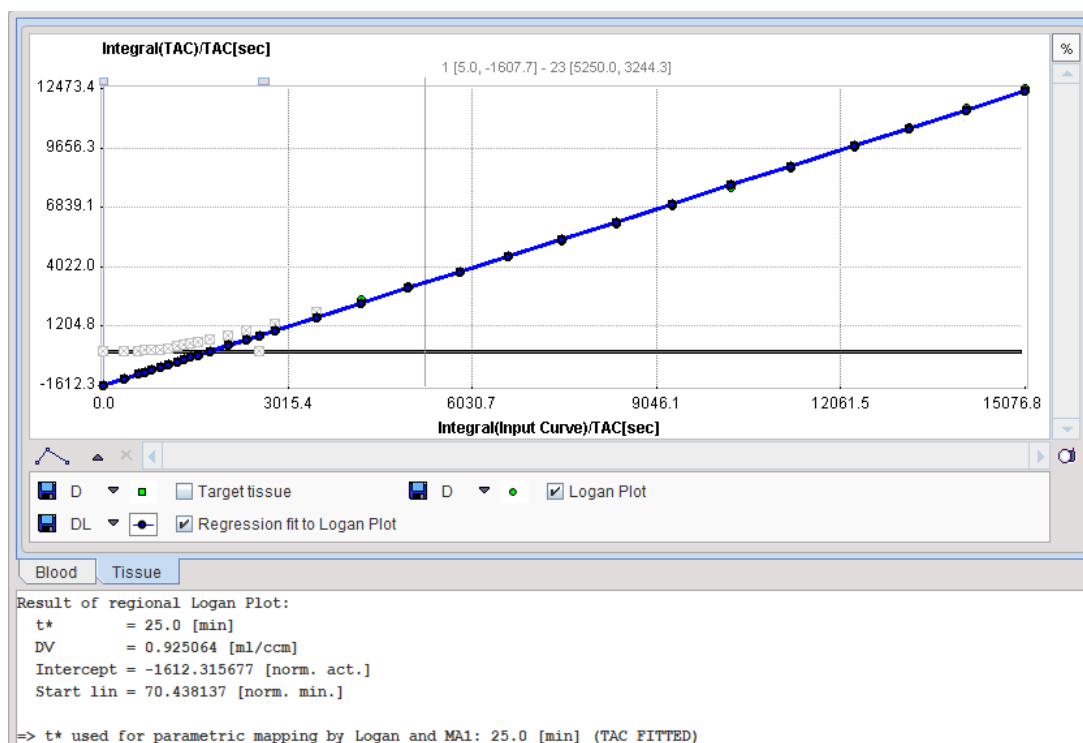 Integral(TAC)/TAC[sec]
%
1 [5.0, -1607.7] - 23 [5250.0, 3244.3]
12473.4
9656.3
6839.1
4022.0
1204.8
-1612.3
0.0 3015.4 6030.7 9046.1 12061.5 15076.8
Integral(Input Curve)/TAC[sec]
D Target tissue D Logan Plot
DL Regression fit to Logan Plot
Blood Tissue
Result of regional Logan Plot:
t* = 25.0 [min]
DV = 0.925064 [ml/ccm]
Intercept = -1612.315677 [norm. act.]
Start lin = 70.438137 [norm. min.]
=> t* used for parametric mapping by Logan and MA1: 25.0 [min] (TAC FITTED)